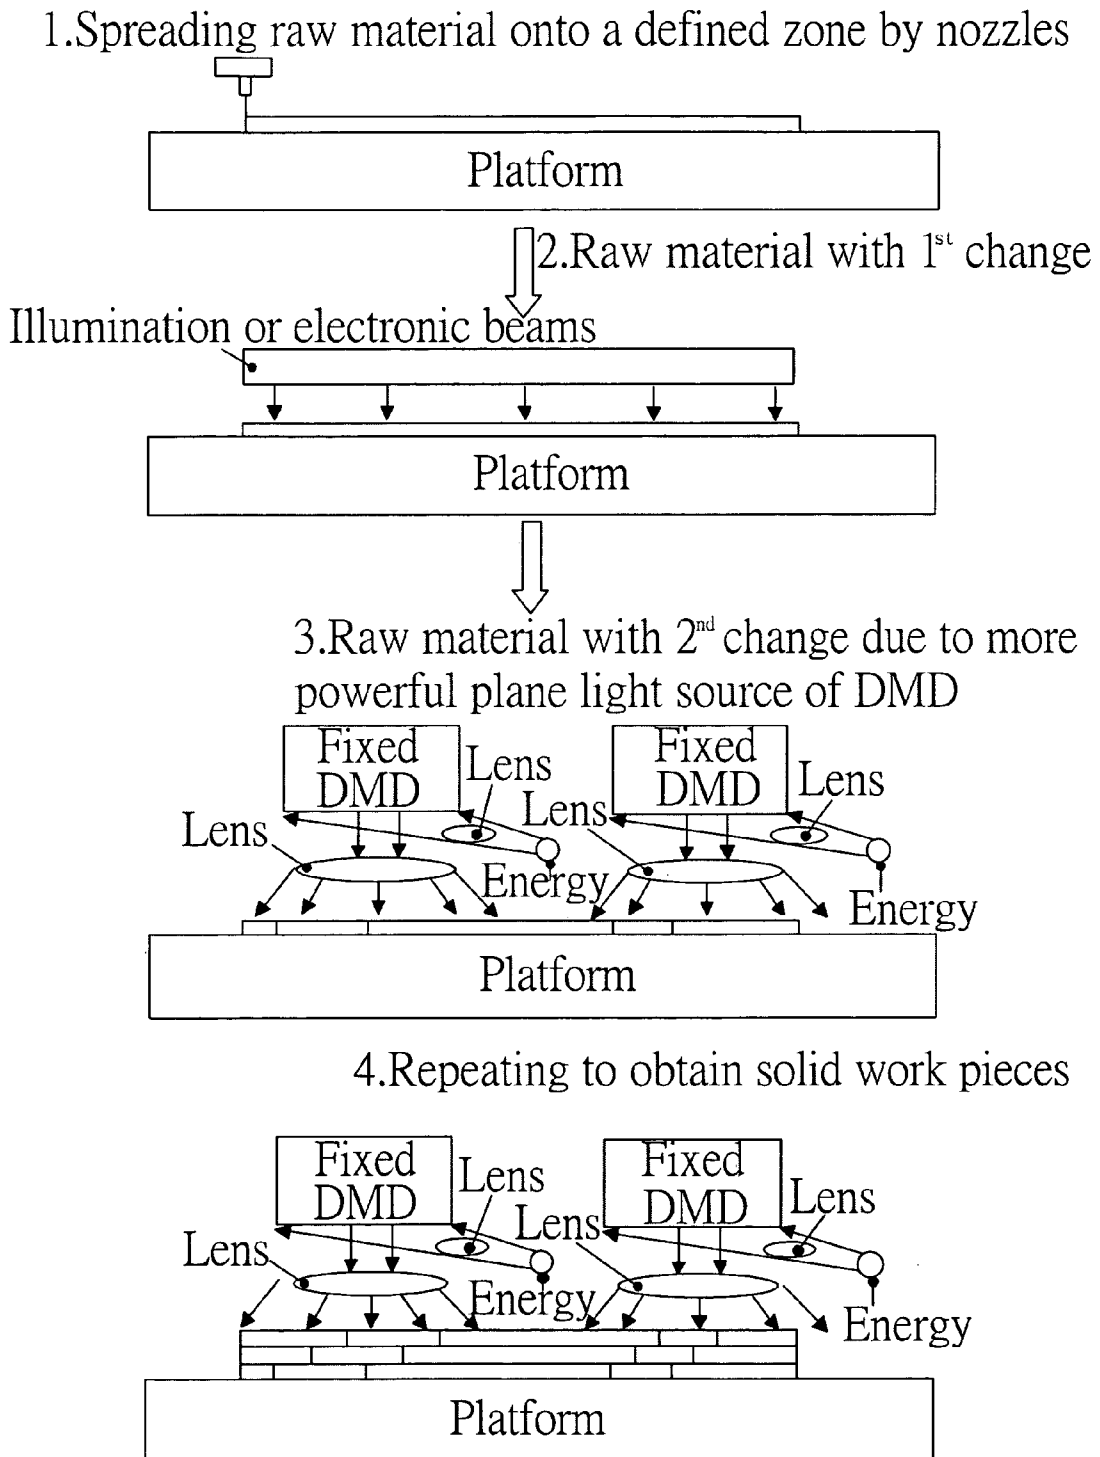 1.Spreading raw material onto a defined zone by nozzles
Platform
2.Raw material with 1st change
Illumination or electronic beams
Platform
3.Raw material with 2nd change due to more
powerful plane light source of DMD
Fixed
DMD
Lens
Lens
Energy
Fixed
DMD
Lens
Lens
Energy
Platform
4.Repeating to obtain solid work pieces
Fixed
DMD
Lens
Lens
Energy
Fixed
DMD
Lens
Lens
Energy
Platform